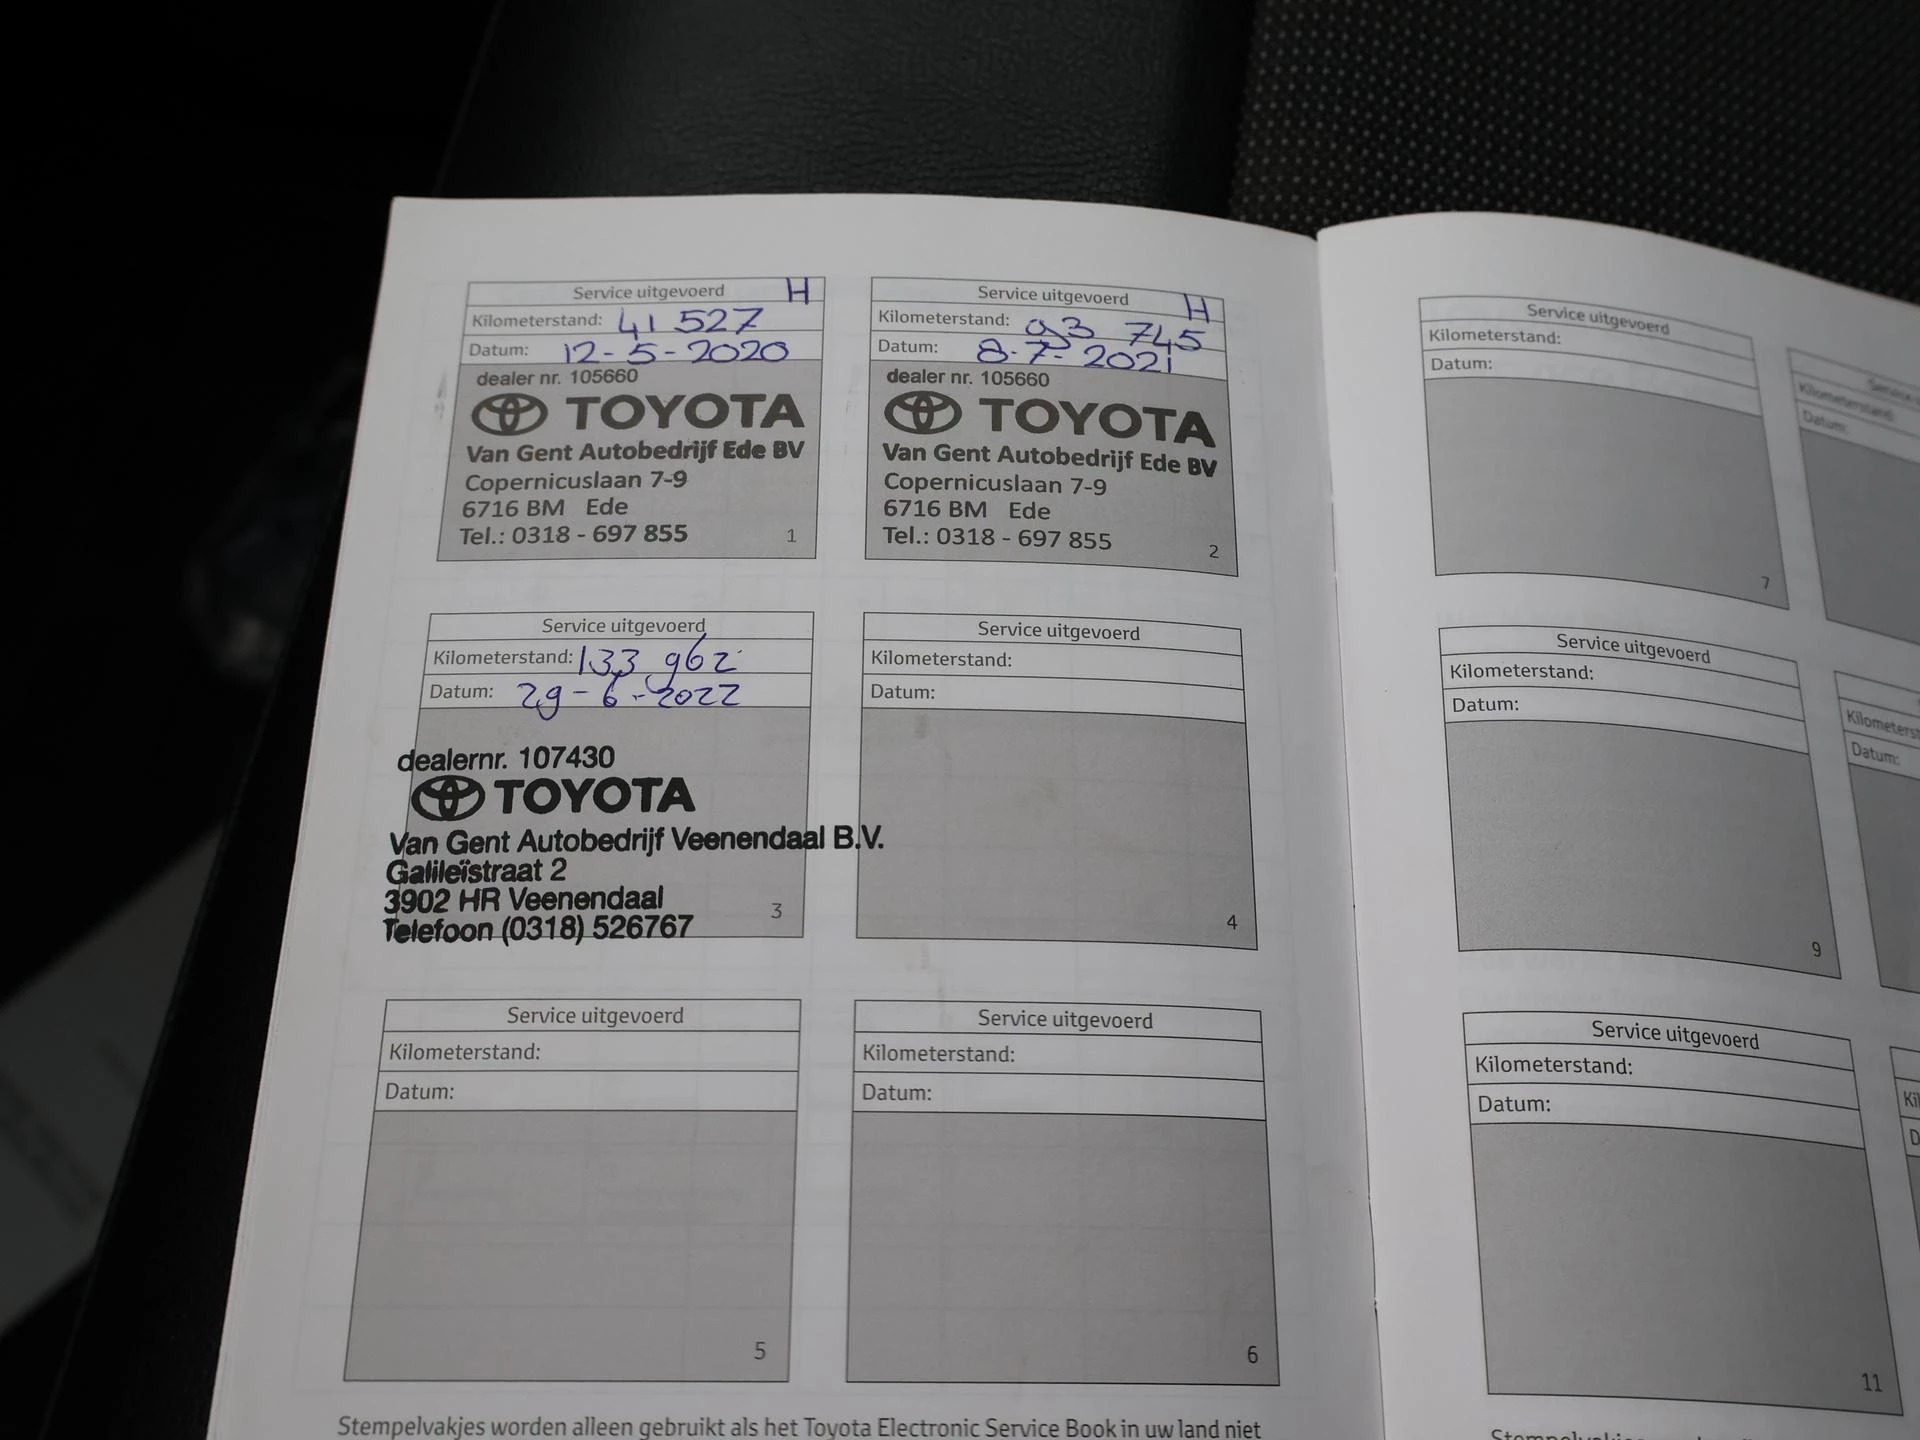 Service uitgevoerd H
Kilometerstand: 41 527
Datum: 12-5-2020
dealer nr. 105660
TOYOTA
Van Gent Autobedrijf Ede BV
Copernicuslaan 7-9
6716 BM Ede
Tel.: 0318 - 697 855
1
Service uitgevoerd H
Kilometerstand: 93 745
Datum: 8-7-2021
dealer nr. 105660
TOYOTA
Van Gent Autobedrijf Ede BV
Copernicuslaan 7-9
6716 BM Ede
Tel.: 0318 - 697 855
2
Service uitgevoerd
Kilometerstand: 133 962
Datum: 29-6-2022
dealernr. 107430
TOYOTA
Van Gent Autobedrijf Veenendaal B.V.
Galileïstraat 2
3902 HR Veenendaal
Telefoon (0318) 526767
3
Service uitgevoerd
Kilometerstand:
Datum:
4
Service uitgevoerd
Kilometerstand:
Datum:
5
Service uitgevoerd
Kilometerstand:
Datum:
6
Stempelvakjes worden alleen gebruikt als het Toyota Electronic Service Book in uw land niet
Service uitgevoerd
Kilometerstand:
Datum:
7
Kilometerstand:
Datum:
Service uitgevoerd
Kilometerstand:
Datum:
9
Datum:
Service uitgevoerd
Kilometerstand:
Datum:
11